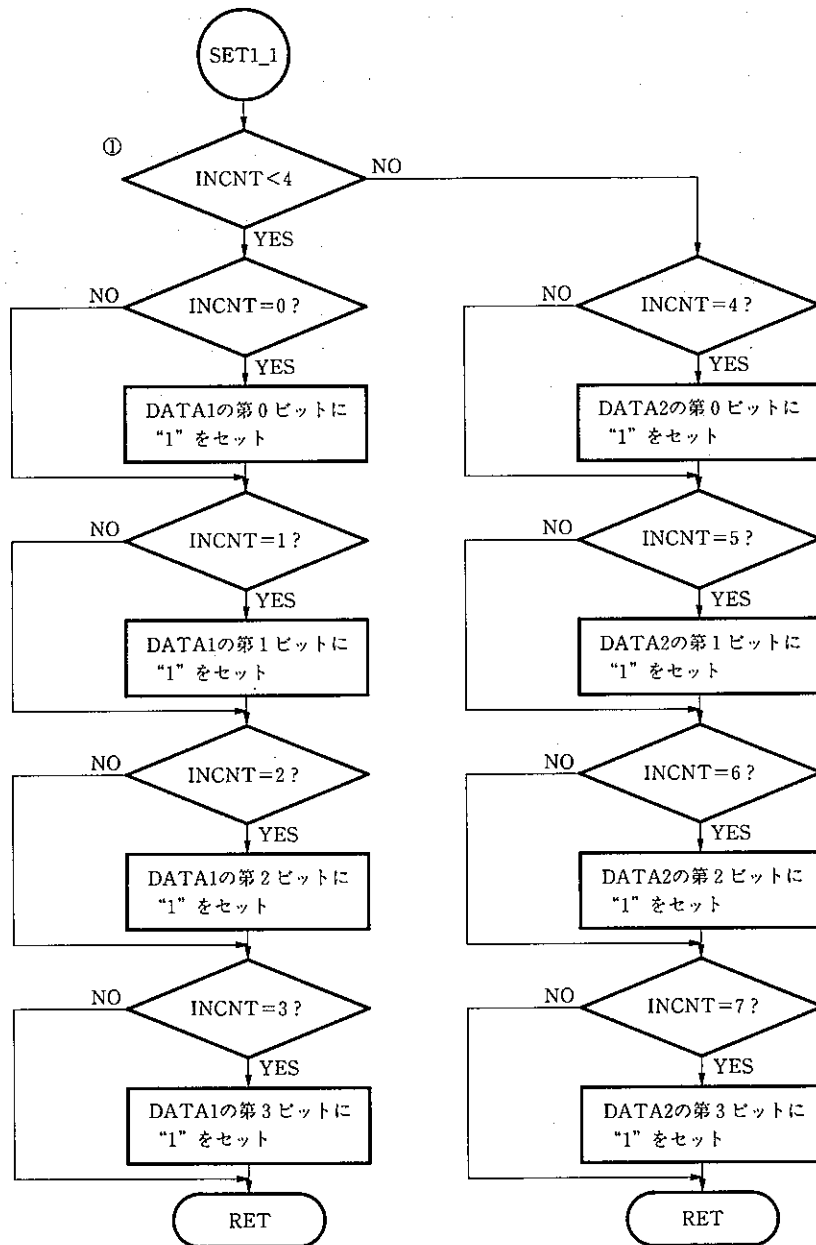 SET1_1
①
INCNT<4
NO
YES
NO
INCNT=0?
YES
DATA1の第0ビットに
“1”をセット
NO
INCNT=1?
YES
DATA1の第1ビットに
“1”をセット
NO
INCNT=2?
YES
DATA1の第2ビットに
“1”をセット
NO
INCNT=3?
YES
DATA1の第3ビットに
“1”をセット
RET
NO
INCNT=4?
YES
DATA2の第0ビットに
“1”をセット
NO
INCNT=5?
YES
DATA2の第1ビットに
“1”をセット
NO
INCNT=6?
YES
DATA2の第2ビットに
“1”をセット
NO
INCNT=7?
YES
DATA2の第3ビットに
“1”をセット
RET